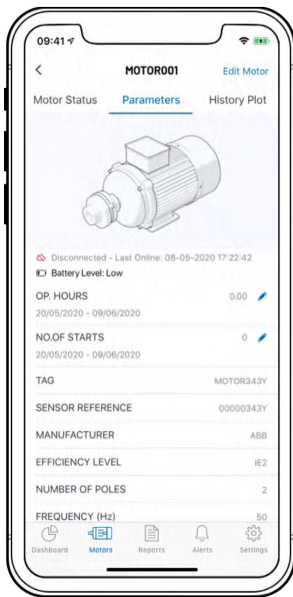 09:41
MOTOR001 Edit Motor
Motor Status Parameters History Plot
Disconnected - Last Online: 08-05-2020 17:22:42
Battery Level: Low
OP. HOURS 0.00
20/05/2020 - 09/06/2020
NO.OF STARTS 0
20/05/2020 - 09/06/2020
TAG MOTOR343Y
SENSOR REFERENCE 00000343Y
MANUFACTURER ABB
EFFICIENCY LEVEL IE2
NUMBER OF POLES 2
FREQUENCY (Hz) 50
Dashboard Motors Reports Alerts Settings